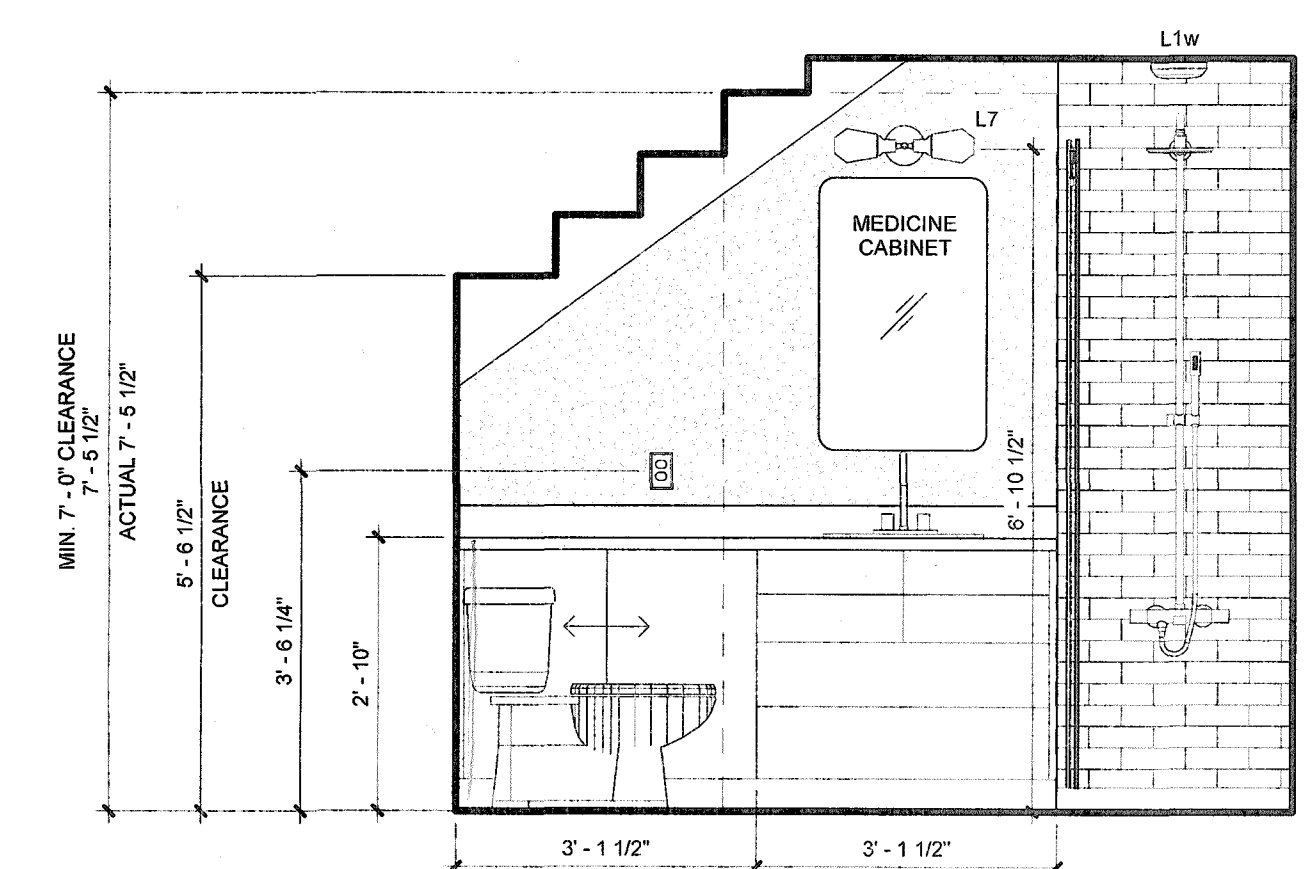 L1w
L7
MEDICINE
CABINET
MIN. 7' - 0" CLEARANCE
7' - 5 1/2"
ACTUAL 7' - 5 1/2"
5' - 6 1/2"
CLEARANCE
3' - 6 1/4"
2' - 10"
6' - 10 1/2"
3' - 1 1/2"
3' - 1 1/2"